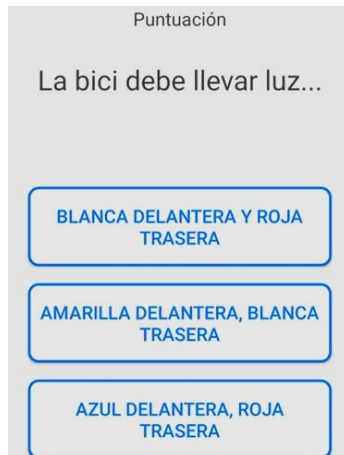 Puntuación
La bici debe llevar luz...
BLANCA DELANTERA Y ROJA
TRASERA
AMARILLA DELANTERA, BLANCA
TRASERA
AZUL DELANTERA, ROJA
TRASERA